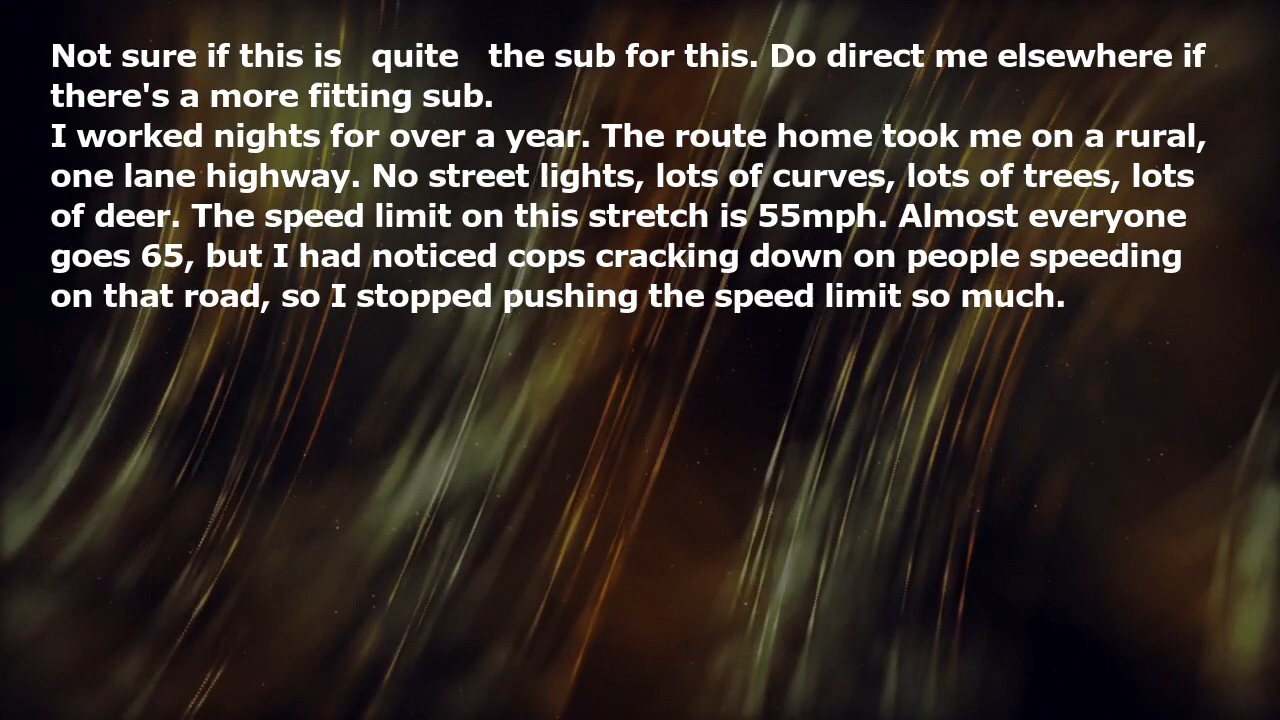 Not sure if this is   quite   the sub for this. Do direct me elsewhere if
there's a more fitting sub.
I worked nights for over a year. The route home took me on a rural,
one lane highway. No street lights, lots of curves, lots of trees, lots
of deer. The speed limit on this stretch is 55mph. Almost everyone
goes 65, but I had noticed cops cracking down on people speeding
on that road, so I stopped pushing the speed limit so much.